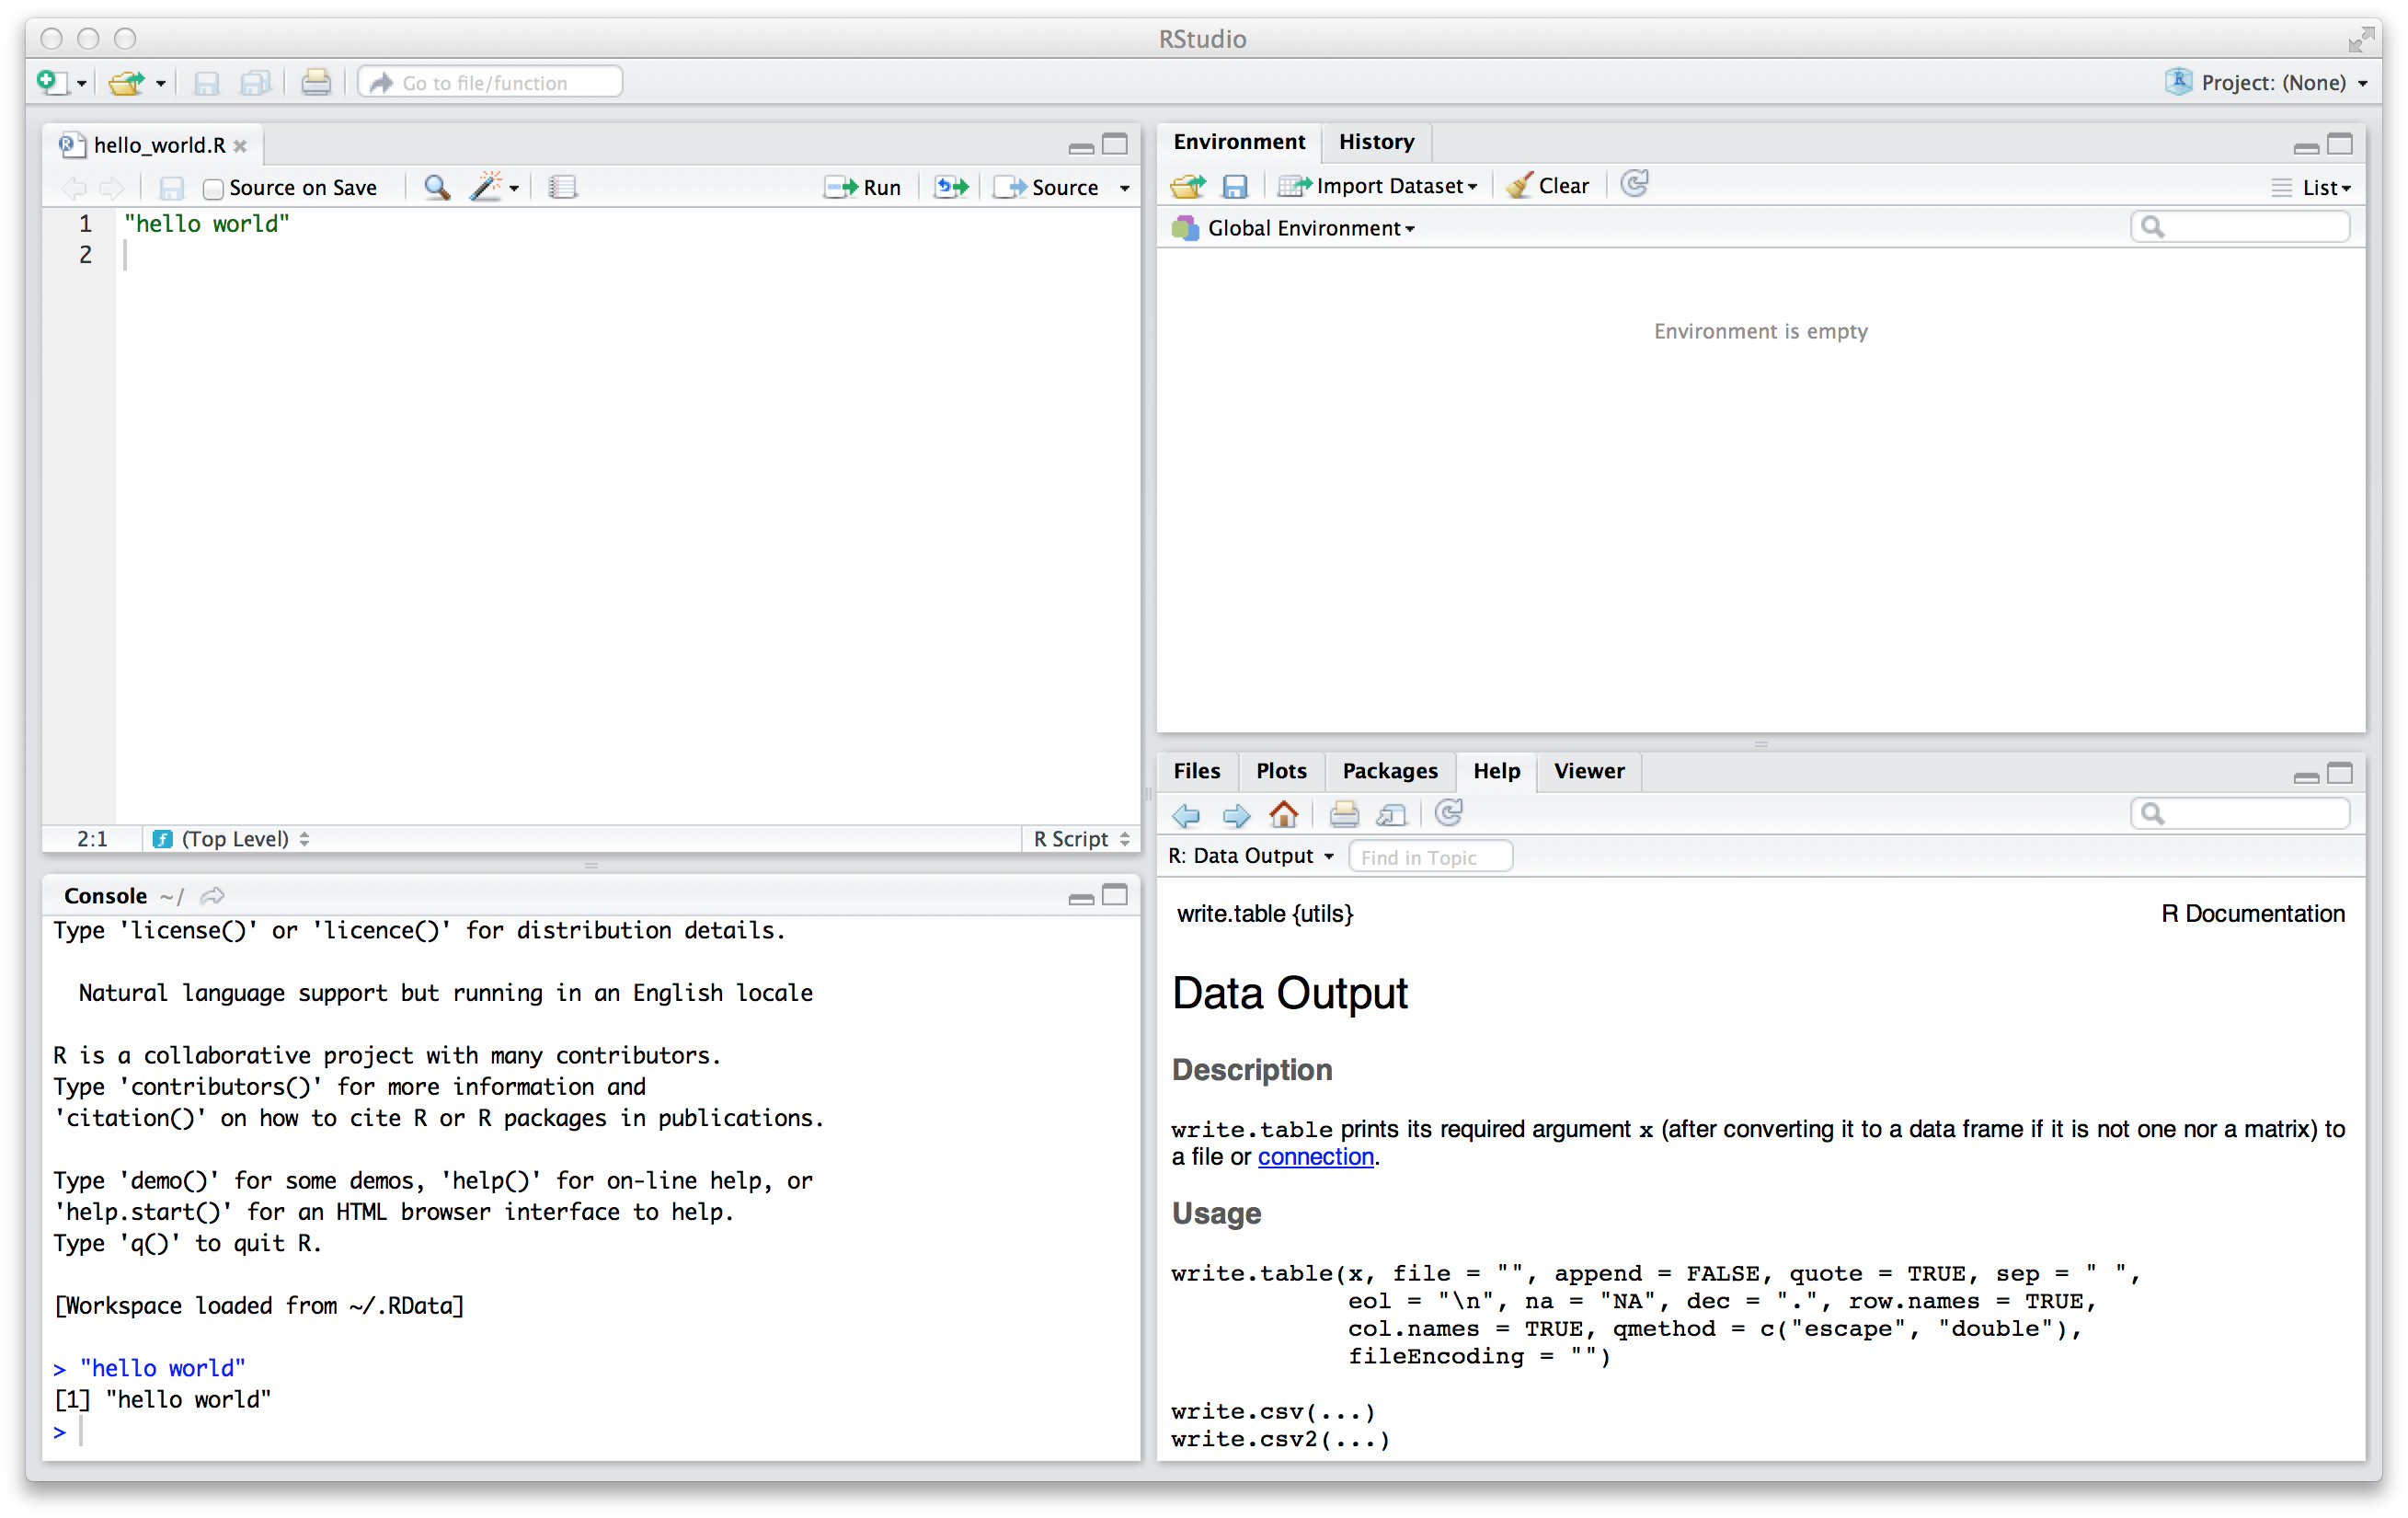 RStudio
Go to file/function
Project: (None)
hello_world.R
Source on Save
Run
Source
1 "hello world"
2
2:1
(Top Level)
R Script
Console ~/
Type 'license()' or 'licence()' for distribution details.
Natural language support but running in an English locale
R is a collaborative project with many contributors.
Type 'contributors()' for more information and
'citation()' on how to cite R or R packages in publications.
Type 'demo()' for some demos, 'help()' for on-line help, or
'help.start()' for an HTML browser interface to help.
Type 'q()' to quit R.
[Workspace loaded from ~/.RData]
> "hello world"
[1] "hello world"
>
Environment History
Import Dataset Clear List
Global Environment
Environment is empty
Files Plots Packages Help Viewer
R: Data Output Find in Topic
write.table {utils} R Documentation
Data Output
Description
write.table prints its required argument x (after converting it to a data frame if it is not one nor a matrix) to
a file or connection.
Usage
write.table(x, file = "", append = FALSE, quote = TRUE, sep = " ",
eol = "\n", na = "NA", dec = ".", row.names = TRUE,
col.names = TRUE, qmethod = c("escape", "double"),
fileEncoding = "")
write.csv(...)
write.csv2(...)